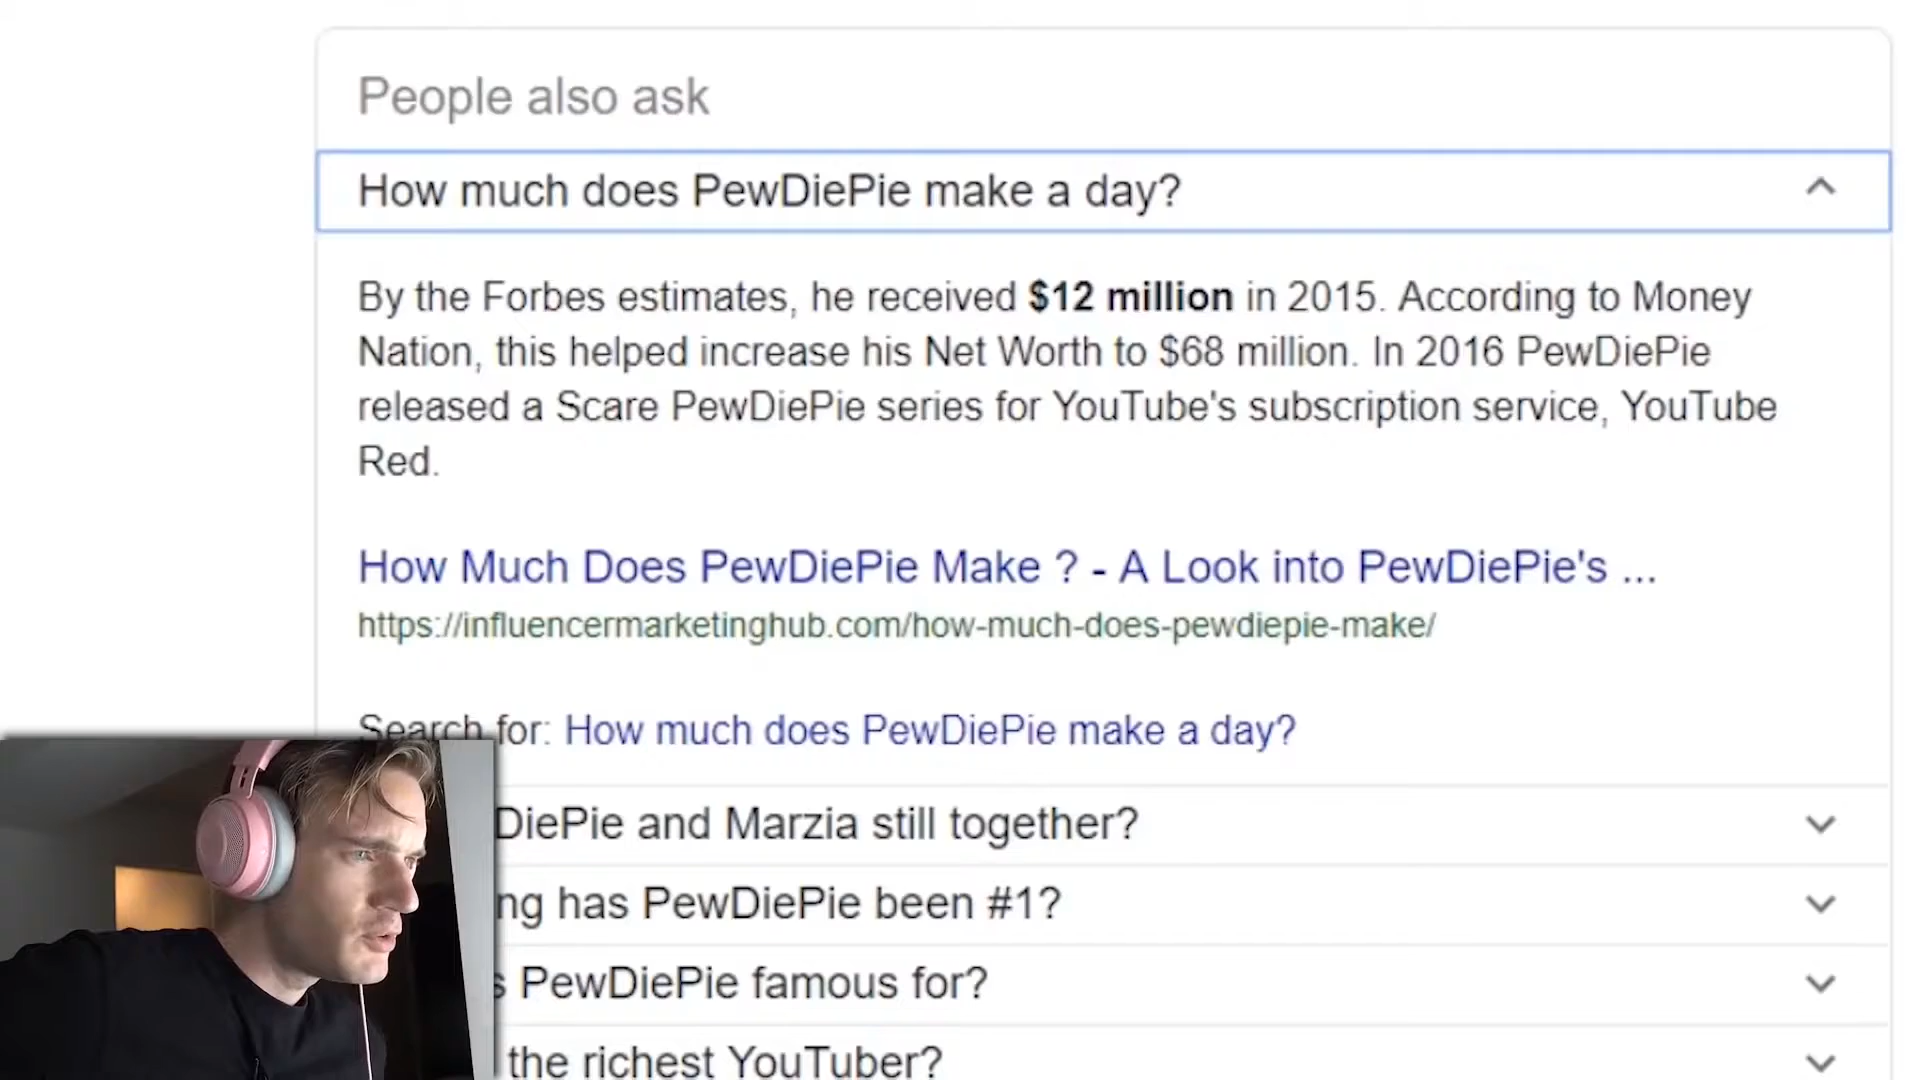 People also ask
How much does PewDiePie make a day?
By the Forbes estimates, he received $12 million in 2015. According to Money
Nation, this helped increase his Net Worth to $68 million. In 2016 PewDiePie
released a Scare PewDiePie series for YouTube's subscription service, YouTube
Red.
How Much Does PewDiePie Make ? - A Look into PewDiePie's ...
https://influencermarketinghub.com/how-much-does-pewdiepie-make/
Search for: How much does PewDiePie make a day?
DiePie and Marzia still together?
ng has PewDiePie been #1?
s PewDiePie famous for?
the richest YouTuber?